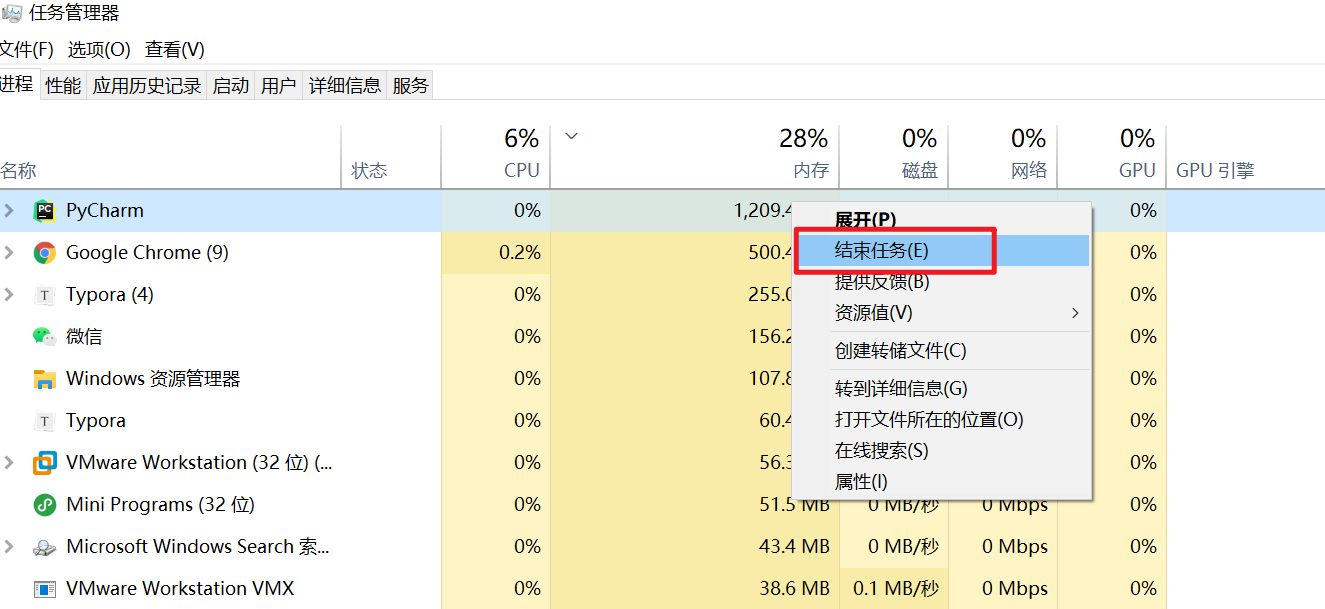 任务管理器
文件(F) 选项(O) 查看(V)
进程 性能 应用历史记录 启动 用户 详细信息 服务
6% 28% 0% 0% 0%
名称 状态 CPU 内存 磁盘 网络 GPU GPU 引擎
PyCharm 0% 1,209.4 0%
展开(P)
Google Chrome (9) 0.2% 500.4 0%
结束任务(E)
提供反馈(B)
Typora (4) 0% 255.0 0%
资源值(V)
微信 0% 156.2 0%
创建转储文件(C)
Windows 资源管理器 0% 107.8 0%
转到详细信息(G)
Typora 0% 60.4 0%
打开文件所在的位置(O)
在线搜索(S)
VMware Workstation (32 位) (... 0% 56.3 0%
属性(I)
Mini Programs (32 位) 0% 51.5 MB 0 MB/秒 0 Mbps 0%
Microsoft Windows Search 索... 0% 43.4 MB 0 MB/秒 0 Mbps 0%
VMware Workstation VMX 0% 38.6 MB 0.1 MB/秒 0 Mbps 0%